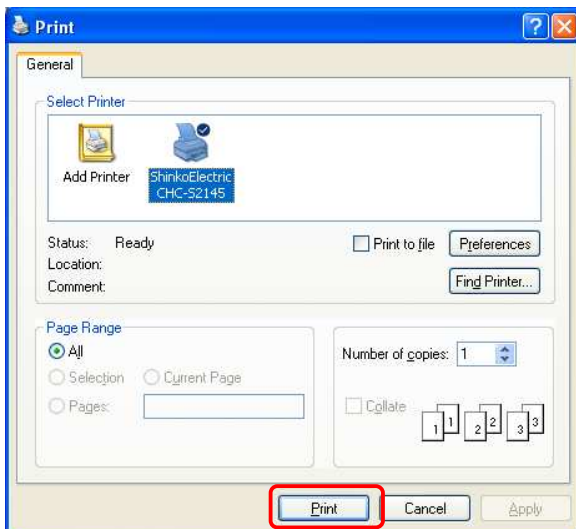 Print
General
Select Printer
Add Printer
ShinkoElectric
CHC-S2145
Status: Ready
Location:
Comment:
Print to file
Preferences
Find Printer...
Page Range
All
Selection
Current Page
Pages:
Number of copies: 1
Collate
1 1 2 2 3 3
Print
Cancel
Apply